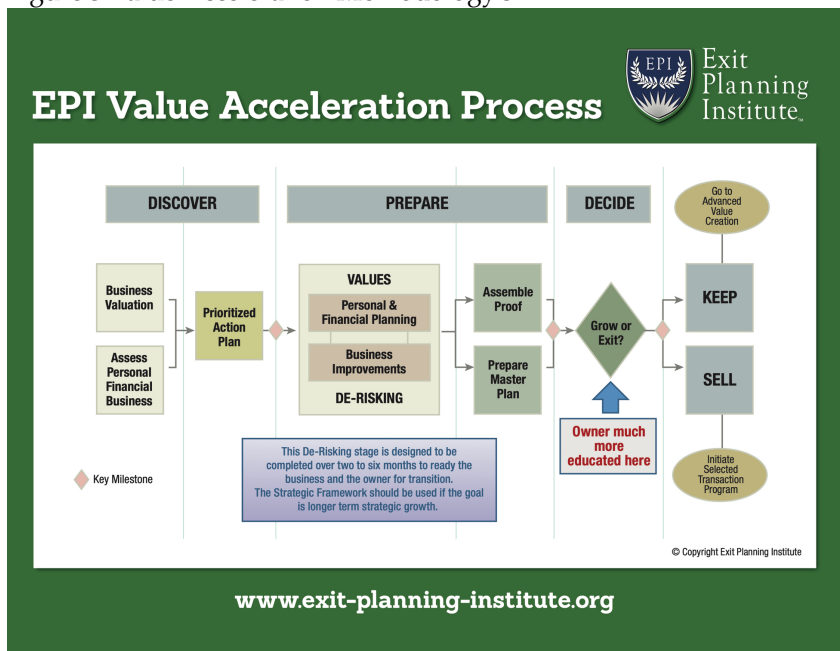 EPI Value Acceleration Process
EPI
Exit
Planning
Institute™
DISCOVER
PREPARE
DECIDE
Go to
Advanced
Value
Creation
Business
Valuation
Assess
Personal
Financial
Business
Prioritized
Action
Plan
VALUES
Personal &
Financial Planning
Business
Improvements
DE-RISKING
Assemble
Proof
Prepare
Master
Plan
Grow or
Exit?
KEEP
SELL
Owner much
more
educated here
Initiate
Selected
Transaction
Program
This De-Risking stage is designed to be
completed over two to six months to ready the
business and the owner for transition.
The Strategic Framework should be used if the goal
is longer term strategic growth.
Key Milestone
© Copyright Exit Planning Institute
www.exit-planning-institute.org